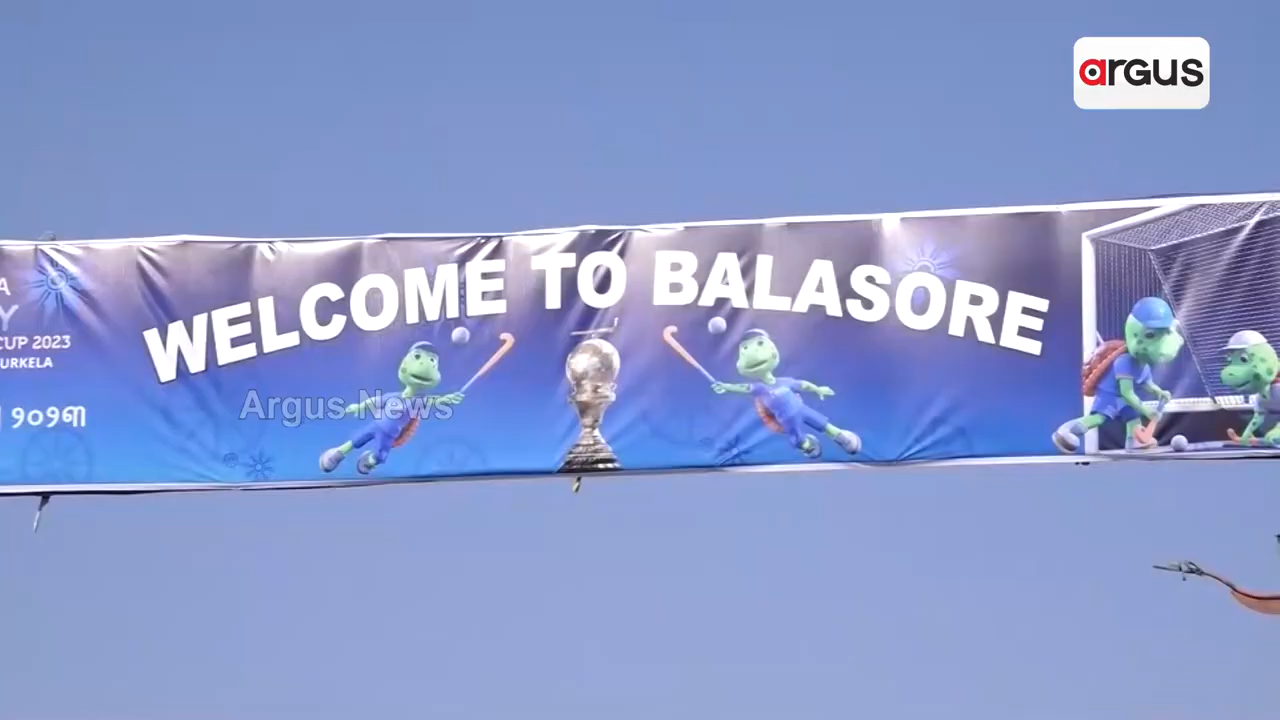 argus
WELCOME TO BALASORE
A
Y
CUP 2023
URKELA
୨୦୨୩
Argus News